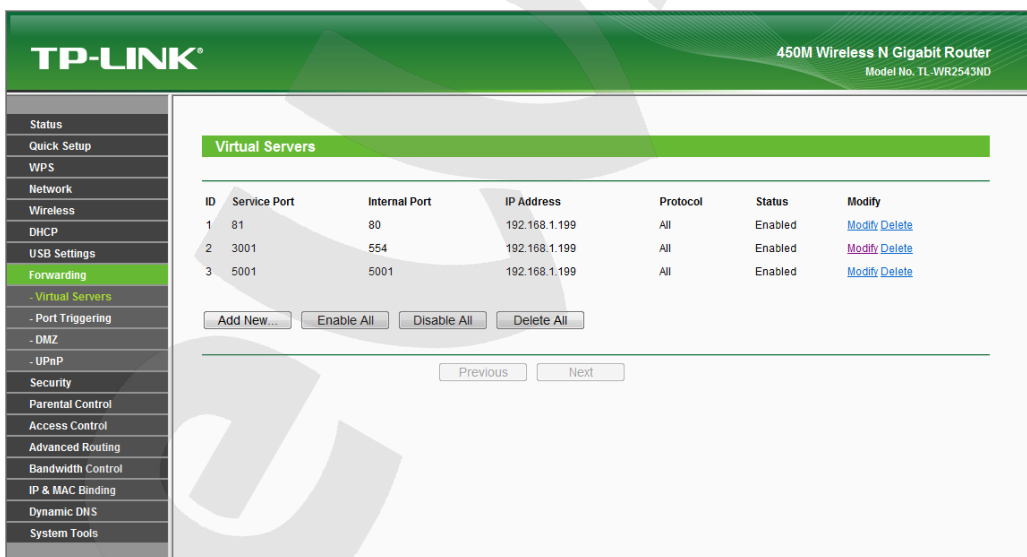 TP-LINK®
450M Wireless N Gigabit Router
Model No. TL-WR2543ND
Status
Quick Setup
WPS
Network
Wireless
DHCP
USB Settings
Forwarding
- Virtual Servers
- Port Triggering
- DMZ
- UPnP
Security
Parental Control
Access Control
Advanced Routing
Bandwidth Control
IP & MAC Binding
Dynamic DNS
System Tools
Virtual Servers
ID Service Port Internal Port IP Address Protocol Status Modify
1 81 80 192.168.1.199 All Enabled Modify Delete
2 3001 554 192.168.1.199 All Enabled Modify Delete
3 5001 5001 192.168.1.199 All Enabled Modify Delete
Add New... Enable All Disable All Delete All
Previous Next